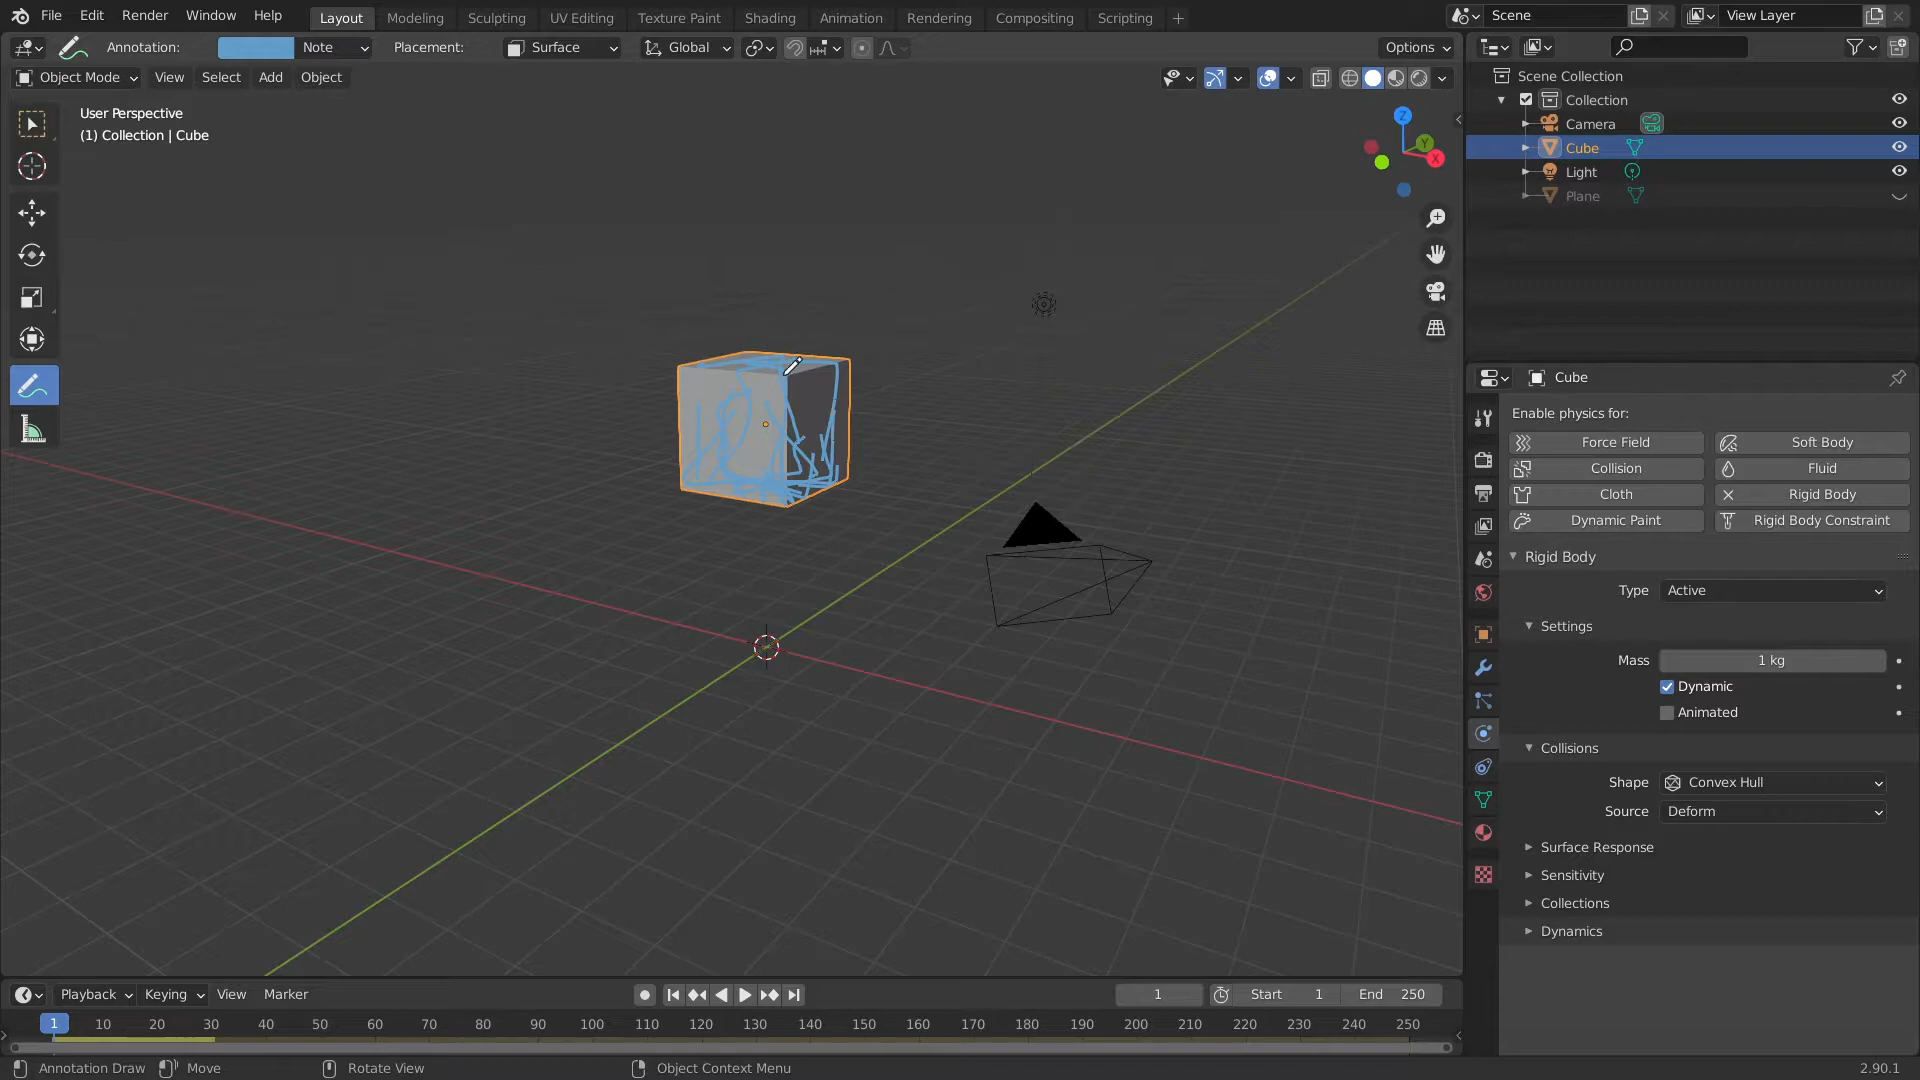 File Edit Render Window Help Layout Modeling Sculpting UV Editing Texture Paint Shading Animation Rendering Compositing Scripting + Scene View Layer
Annotation: Note Placement: Surface Global Options
Object Mode View Select Add Object
User Perspective
(1) Collection | Cube
Z
Y
X
Scene Collection
Collection
Camera
Cube
Light
Plane
Cube
Enable physics for:
Force Field Soft Body
Collision Fluid
Cloth Rigid Body
Dynamic Paint Rigid Body Constraint
Rigid Body
Type Active
Settings
Mass 1 kg
Dynamic
Animated
Collisions
Shape Convex Hull
Source Deform
Surface Response
Sensitivity
Collections
Dynamics
Playback Keying View Marker 1 Start 1 End 250
1 10 20 30 40 50 60 70 80 90 100 110 120 130 140 150 160 170 180 190 200 210 220 230 240 250
Annotation Draw Move Rotate View Object Context Menu 2.90.1